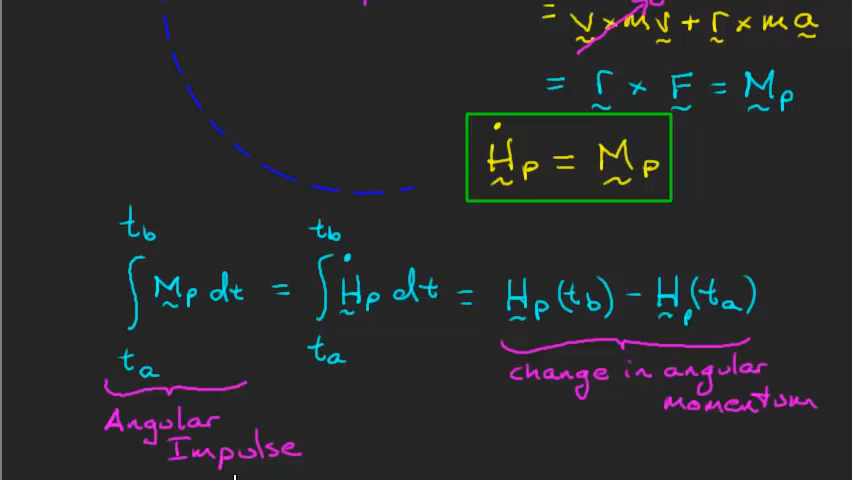 = v × mv + r × ma
= r × F = Mp
Ḣp = Mp
∫ta^tb Mp dt = ∫ta^tb Ḣp dt = Hp(tb) − Hp(ta)
change in angular
momentum
Angular
Impulse